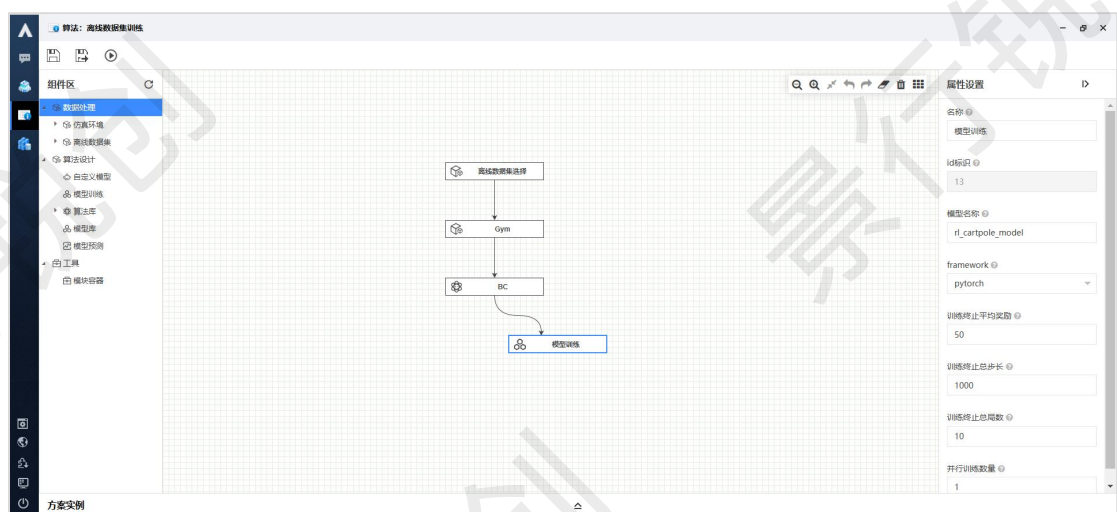 算法：离线数据集训练
组件区
属性设置
数据处理
仿真环境
离线数据集
算法设计
自定义模型
模型训练
算法库
模型库
模型预测
工具
模块容器
离线数据集选择
Gym
BC
模型训练
名称
模型训练
id标识
13
模型名称
rl_cartpole_model
framework
pytorch
训练终止平均奖励
50
训练终止总步长
1000
训练终止总局数
10
并行训练数量
1
方案实例
景行锐
锐创